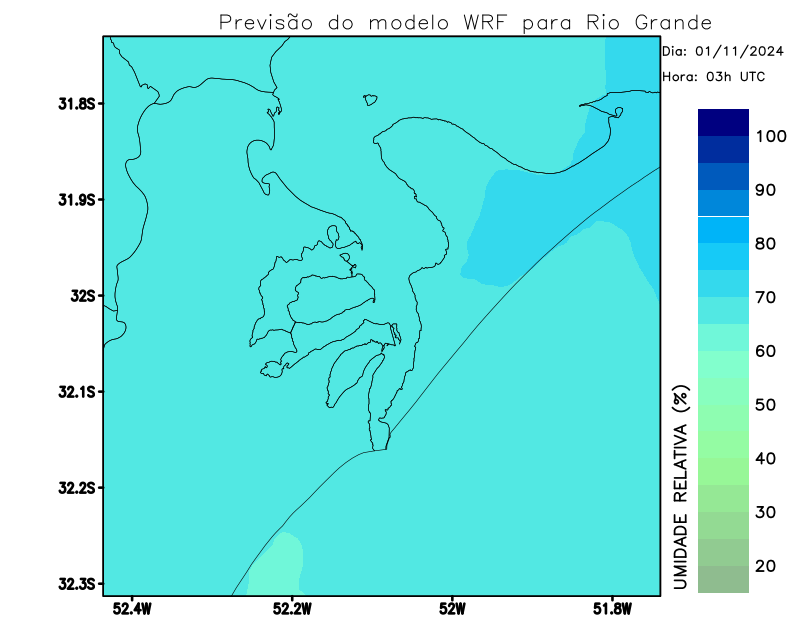 Previsão do modelo WRF para Rio Grande
Dia: 01/11/2024
Hora: 03h UTC
31.8S
31.9S
32S
32.1S
32.2S
32.3S
52.4W
52.2W
52W
51.8W
UMIDADE RELATIVA (%)
100
90
80
70
60
50
40
30
20